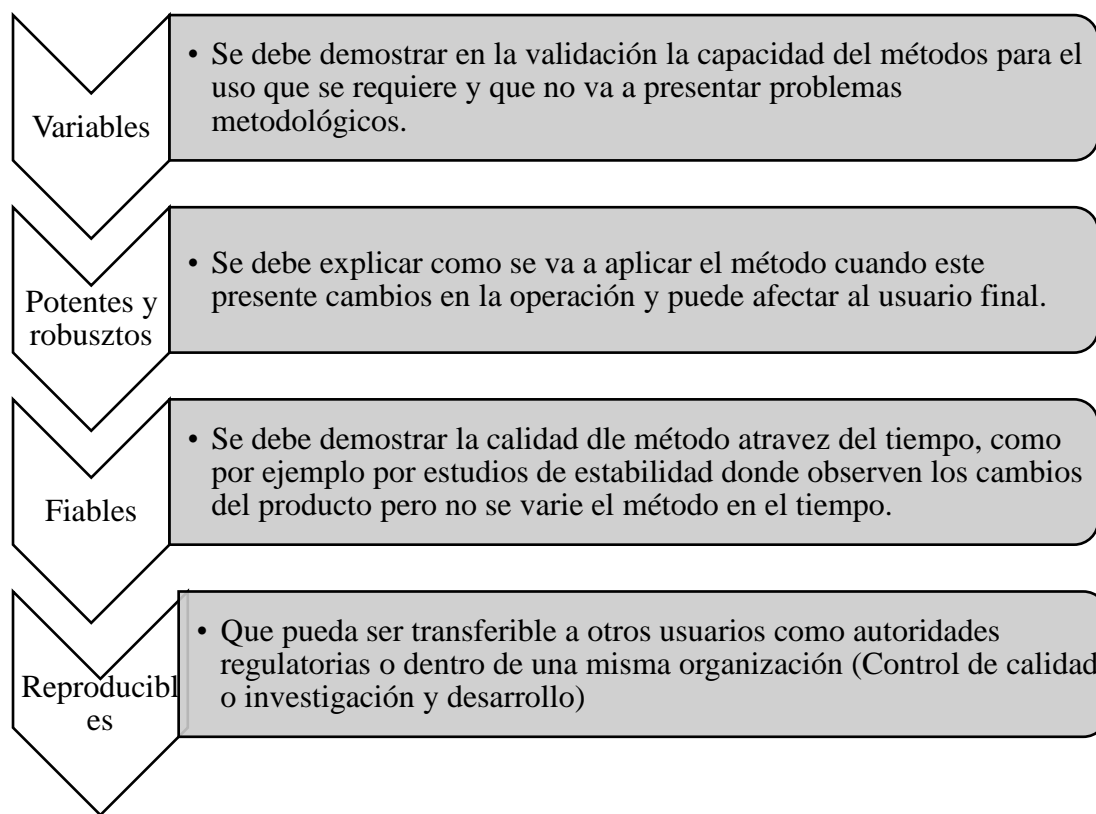 Variables
• Se debe demostrar en la validación la capacidad del métodos para el
uso que se requiere y que no va a presentar problemas
metodológicos.
Potentes y
robusztos
• Se debe explicar como se va a aplicar el método cuando este
presente cambios en la operación y puede afectar al usuario final.
Fiables
• Se debe demostrar la calidad dle método atravez del tiempo, como
por ejemplo por estudios de estabilidad donde observen los cambios
del producto pero no se varie el método en el tiempo.
Reproducibl
es
• Que pueda ser transferible a otros usuarios como autoridades
regulatorias o dentro de una misma organización (Control de calidad
o investigación y desarrollo)